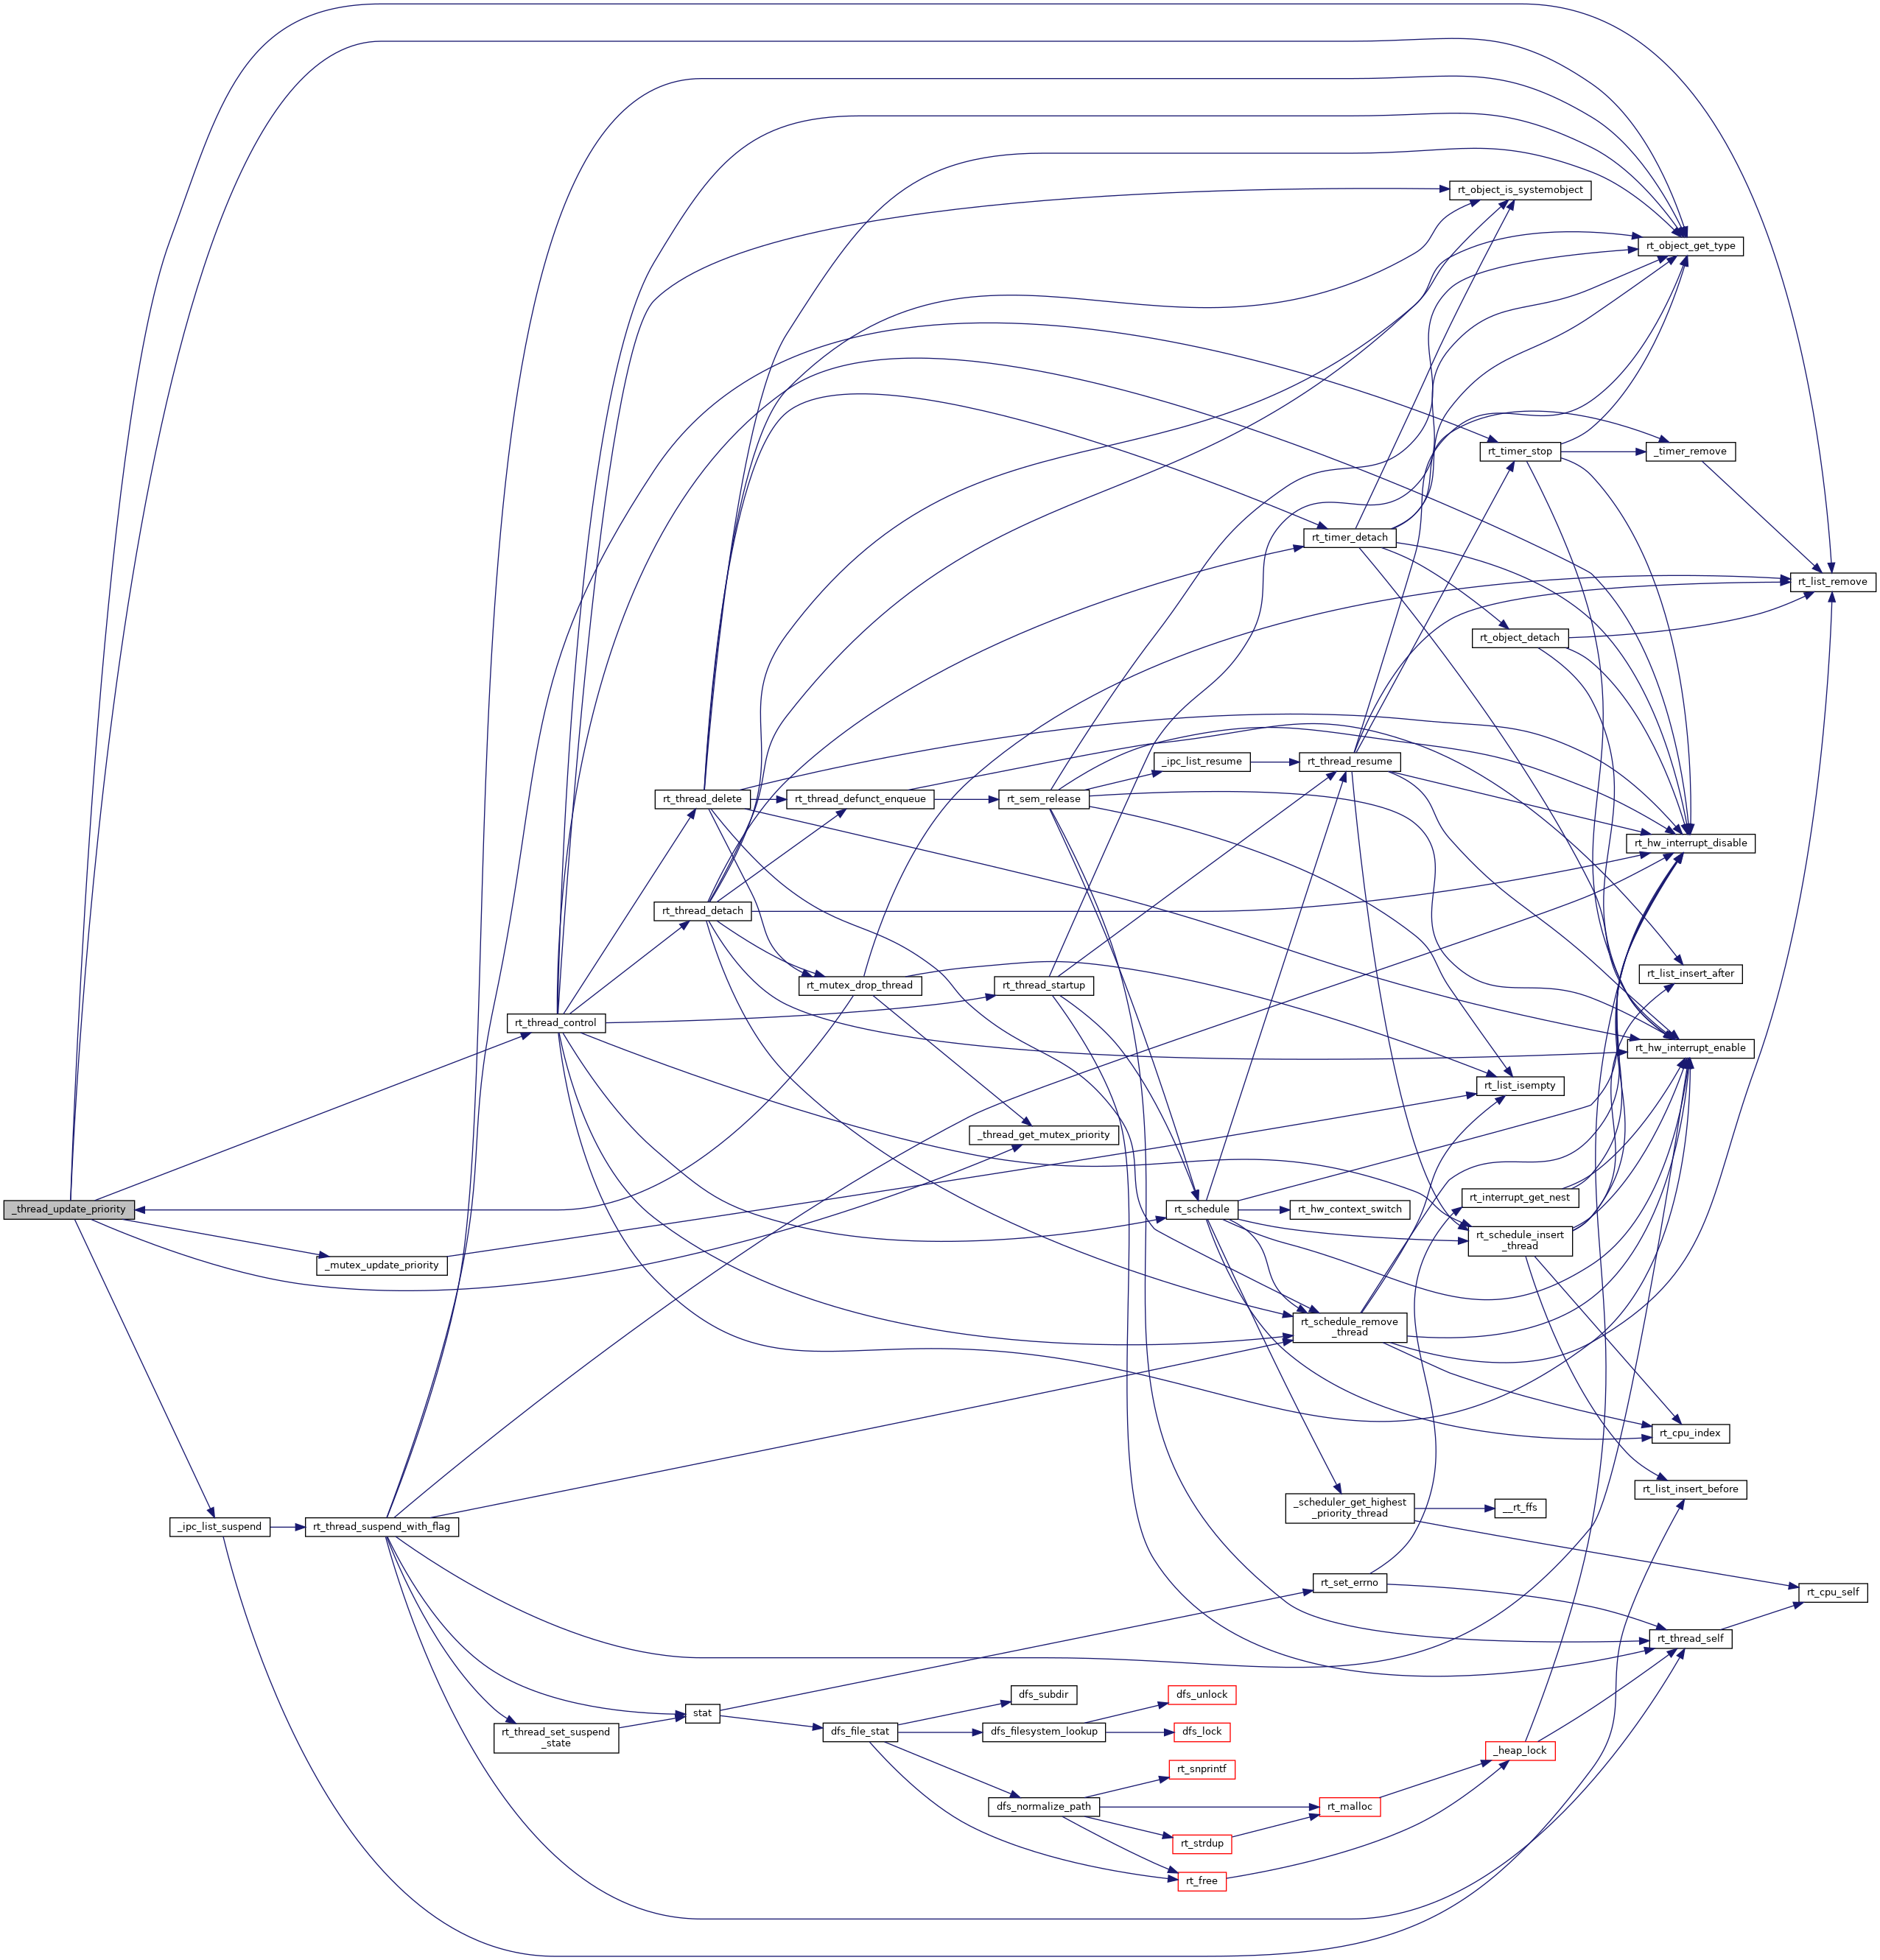 rt_object_is_systemobject
rt_object_get_type
rt_timer_stop
_timer_remove
rt_timer_detach
rt_list_remove
rt_object_detach
_ipc_list_resume
rt_thread_resume
rt_thread_delete
rt_thread_defunct_enqueue
rt_sem_release
rt_hw_interrupt_disable
rt_thread_detach
rt_list_insert_after
rt_mutex_drop_thread
rt_thread_startup
rt_thread_control
rt_hw_interrupt_enable
rt_list_isempty
_thread_get_mutex_priority
rt_interrupt_get_nest
_thread_update_priority
rt_schedule
rt_hw_context_switch
rt_schedule_insert
_thread
_mutex_update_priority
rt_schedule_remove
_thread
rt_cpu_index
rt_list_insert_before
_scheduler_get_highest
_priority_thread
__rt_ffs
_ipc_list_suspend
rt_thread_suspend_with_flag
rt_set_errno
rt_cpu_self
rt_thread_self
dfs_subdir
dfs_unlock
stat
rt_thread_set_suspend
_state
dfs_file_stat
dfs_filesystem_lookup
dfs_lock
_heap_lock
rt_snprintf
dfs_normalize_path
rt_malloc
rt_strdup
rt_free